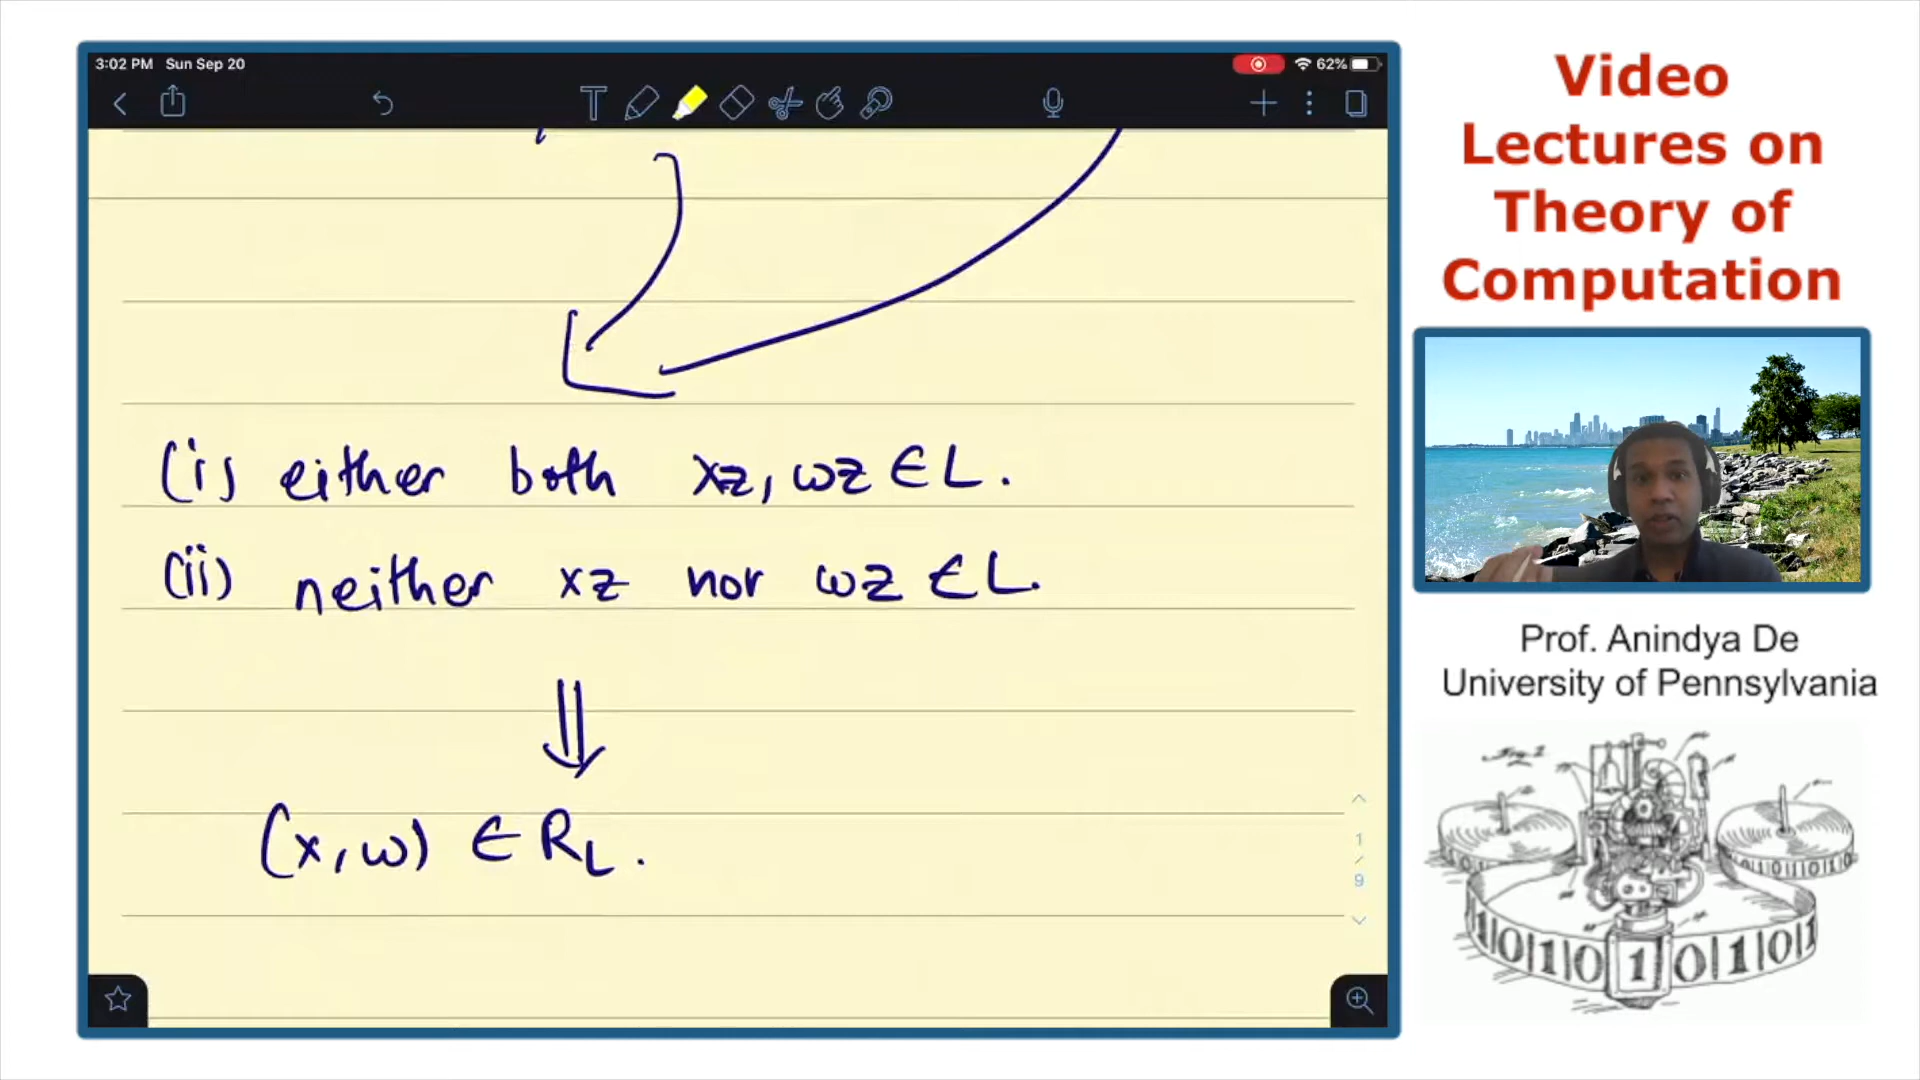 3:02 PM Sun Sep 20
62%
Video
Lectures on
Theory of
Computation
(i) either both xz, wz ∈ L.
(ii) neither xz nor wz ∈ L.
⇓
(x, w) ∈ R_L.
1
/
9
Prof. Anindya De
University of Pennsylvania